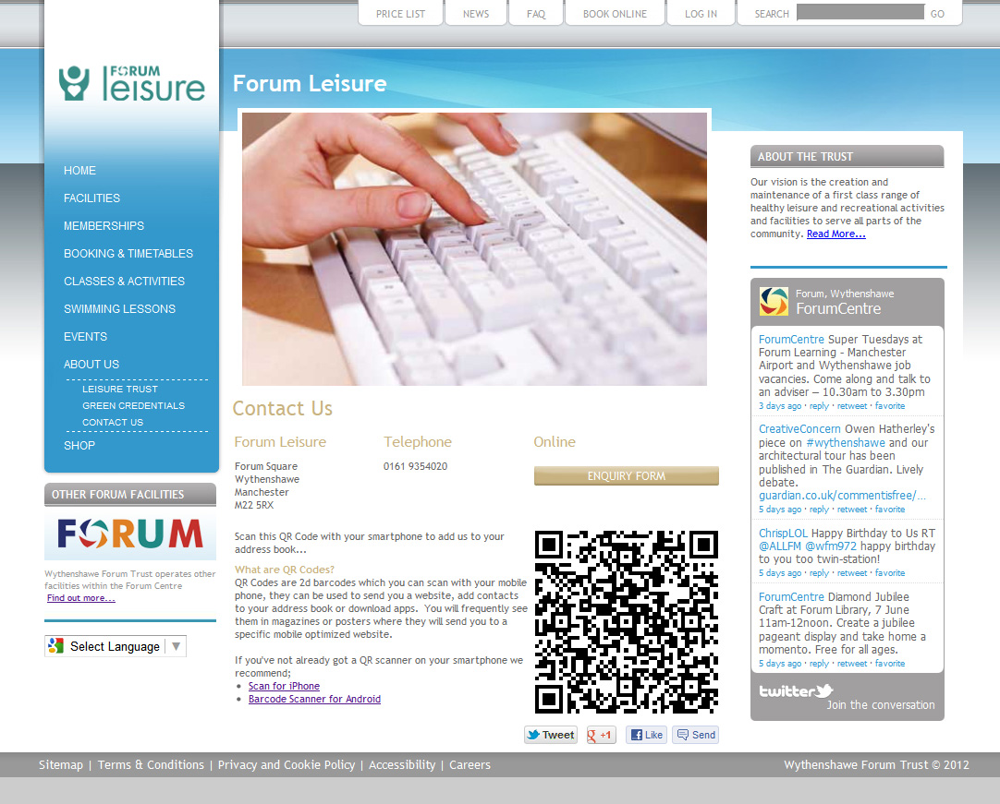 PRICE LIST
NEWS
FAQ
BOOK ONLINE
LOG IN
SEARCH
GO
FORUM
leisure
Forum Leisure
HOME
FACILITIES
MEMBERSHIPS
BOOKING & TIMETABLES
CLASSES & ACTIVITIES
SWIMMING LESSONS
EVENTS
ABOUT US
LEISURE TRUST
GREEN CREDENTIALS
CONTACT US
SHOP
OTHER FORUM FACILITIES
FORUM
Wythenshawe Forum Trust operates other
facilities within the Forum Centre
Find out more...
Select Language
Contact Us
Forum Leisure
Forum Square
Wythenshawe
Manchester
M22 5RX
Telephone
0161 9354020
Online
ENQUIRY FORM
Scan this QR Code with your smartphone to add us to your
address book...
What are QR Codes?
QR Codes are 2d barcodes which you can scan with your mobile
phone, they can be used to send you a website, add contacts
to your address book or download apps.  You will frequently see
them in magazines or posters where they will send you to a
specific mobile optimized website.
If you've not already got a QR scanner on your smartphone we
recommend;
• Scan for iPhone
• Barcode Scanner for Android
Tweet
g +1
Like
Send
ABOUT THE TRUST
Our vision is the creation and
maintenance of a first class range of
healthy leisure and recreational activities
and facilities to serve all parts of the
community. Read More...
Forum, Wythenshawe
ForumCentre
ForumCentre Super Tuesdays at
Forum Learning - Manchester
Airport and Wythenshawe job
vacancies. Come along and talk to
an adviser – 10.30am to 3.30pm
3 days ago · reply · retweet · favorite
CreativeConcern Owen Hatherley's
piece on #wythenshawe and our
architectural tour has been
published in The Guardian. Lively
debate.
guardian.co.uk/commentisfree/...
5 days ago · reply · retweet · favorite
ChrispLOL Happy Birthday to Us RT
@ALLFM @wfm972 happy birthday
to you too twin-station!
5 days ago · reply · retweet · favorite
ForumCentre Diamond Jubilee
Craft at Forum Library, 7 June
11am-12noon. Create a jubilee
pageant display and take home a
momento. Free for all ages.
5 days ago · reply · retweet · favorite
twitter
Join the conversation
Sitemap | Terms & Conditions | Privacy and Cookie Policy | Accessibility | Careers
Wythenshawe Forum Trust © 2012